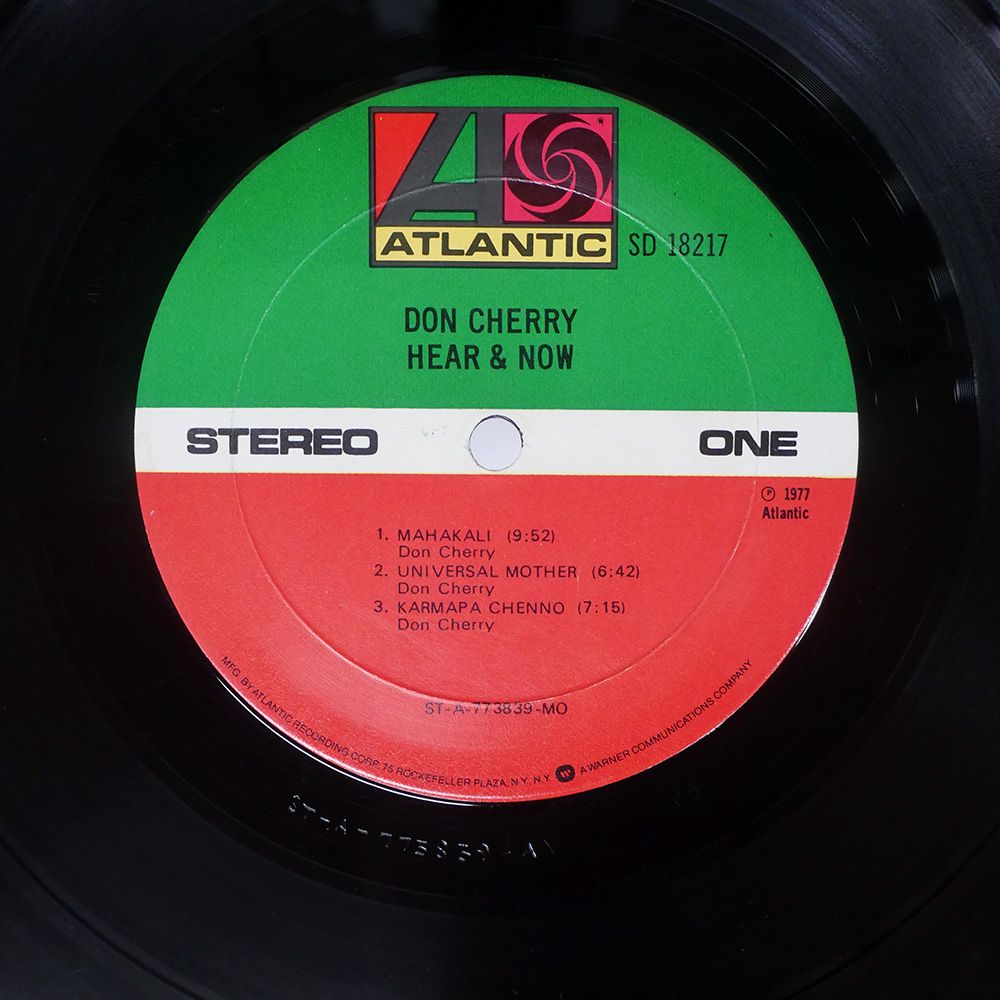 ATLANTIC
SD 18217
DON CHERRY
HEAR & NOW
STEREO
ONE
℗ 1977
Atlantic
1. MAHAKALI (9:52)
Don Cherry
2. UNIVERSAL MOTHER (6:42)
Don Cherry
3. KARMAPA CHENNO (7:15)
Don Cherry
ST-A-773839-MO
MFG. BY ATLANTIC RECORDING CORP. 75 ROCKEFELLER PLAZA, N.Y. N.Y. A WARNER COMMUNICATIONS COMPANY
ST-A-773839-A